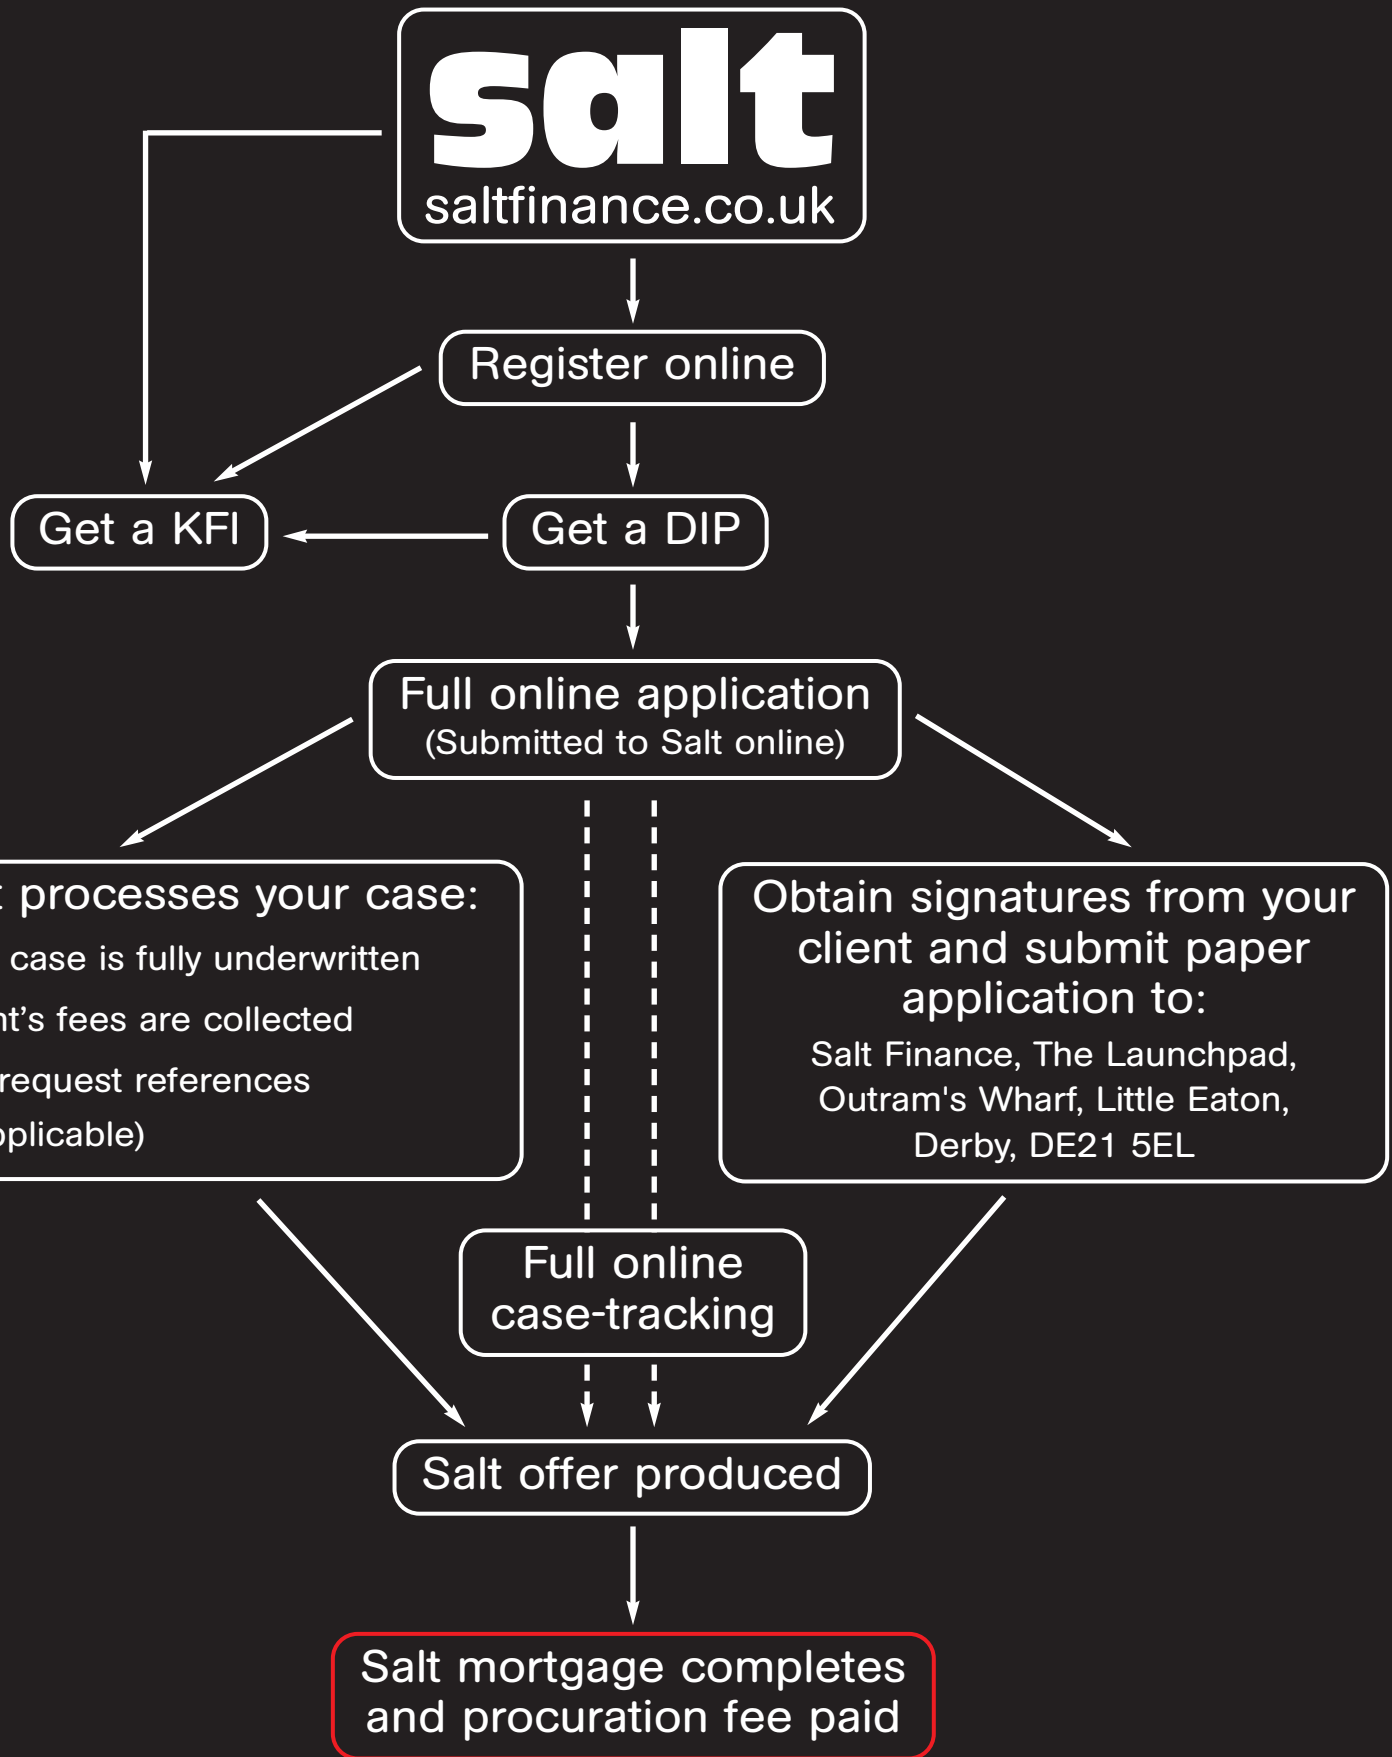 salt
saltfinance.co.uk
Register online
Get a KFI
Get a DIP
Full online application
(Submitted to Salt online)
processes your case:
case is fully underwritten
fees are collected
request references
Obtain signatures from your
client and submit paper
application to:
Salt Finance, The Launchpad,
Outram's Wharf, Little Eaton,
Derby, DE21 5EL
Full online
case-tracking
Salt offer produced
Salt mortgage completes
and procuration fee paid